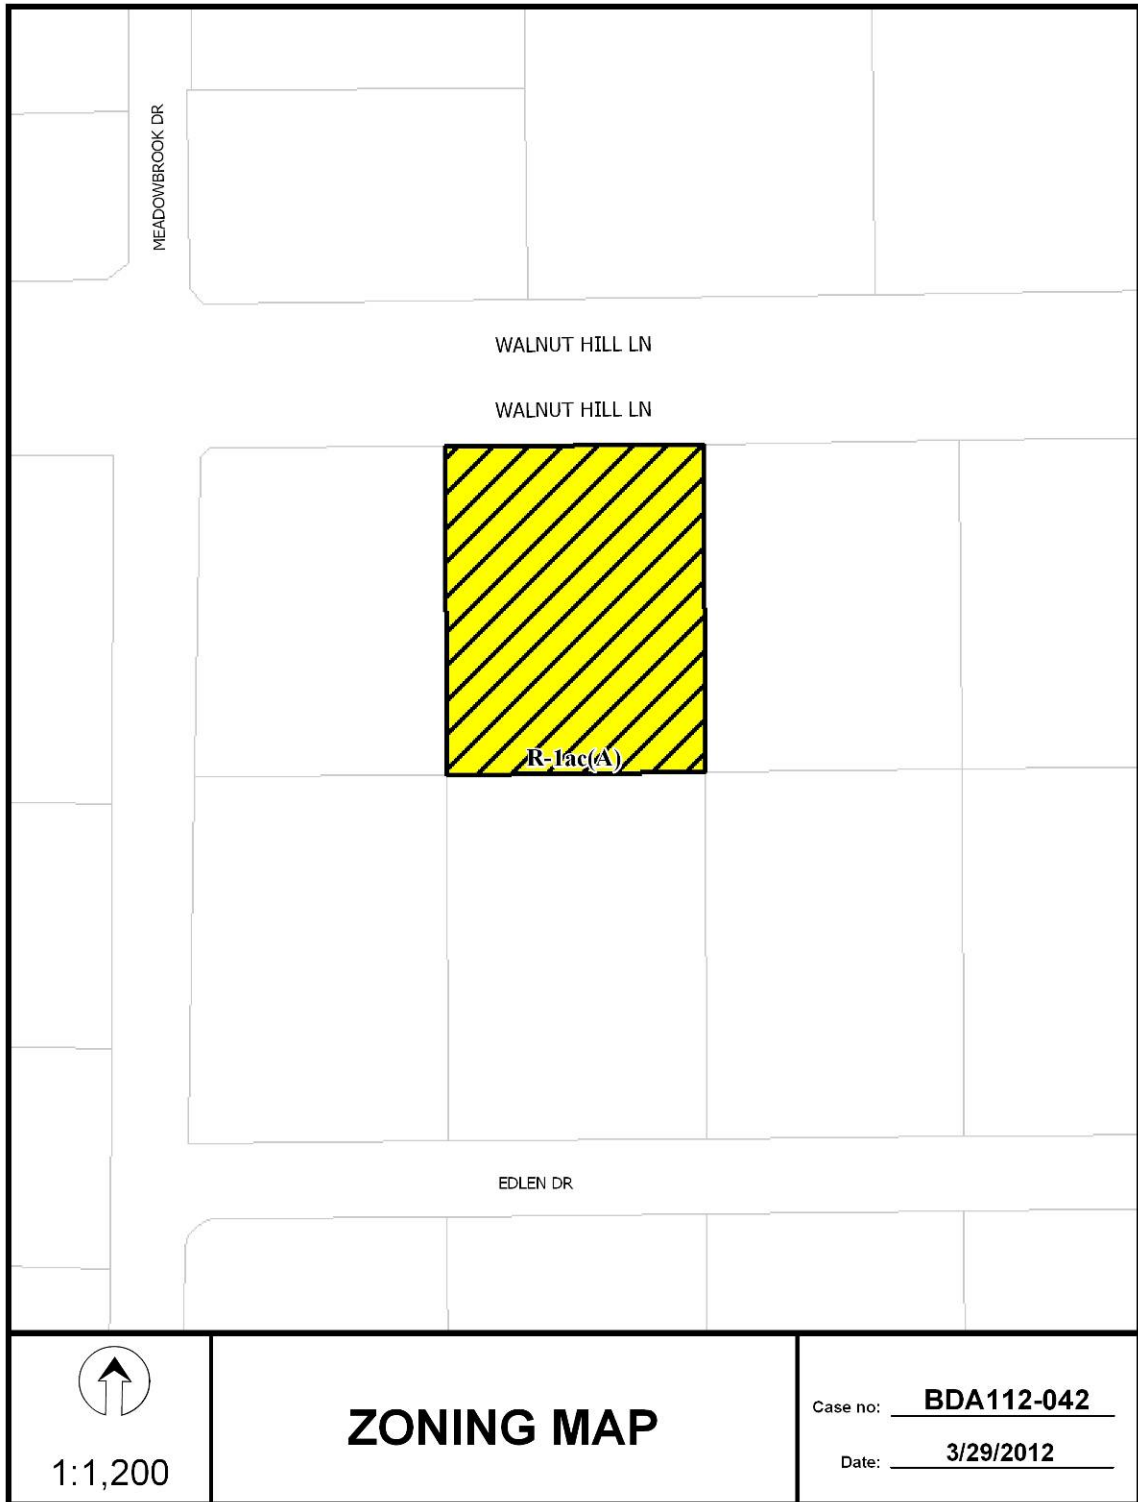 MEADOWBROOK DR
WALNUT HILL LN
WALNUT HILL LN
R-1ac(A)
EDLEN DR
1:1,200
ZONING MAP
Case no: BDA112-042
Date: 3/29/2012